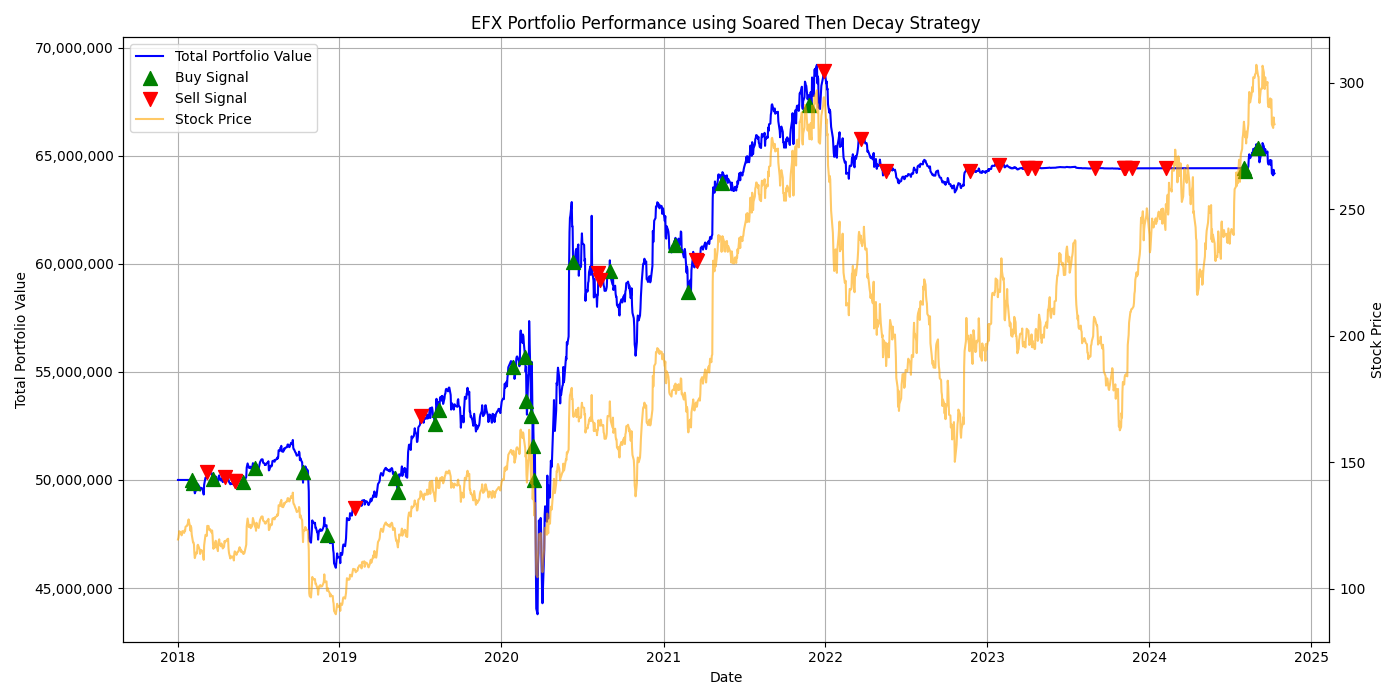 EFX Portfolio Performance using Soared Then Decay Strategy
Total Portfolio Value
Buy Signal
Sell Signal
Stock Price
70,000,000
65,000,000
60,000,000
55,000,000
50,000,000
45,000,000
Total Portfolio Value
300
250
200
150
100
Stock Price
2018 2019 2020 2021 2022 2023 2024 2025
Date